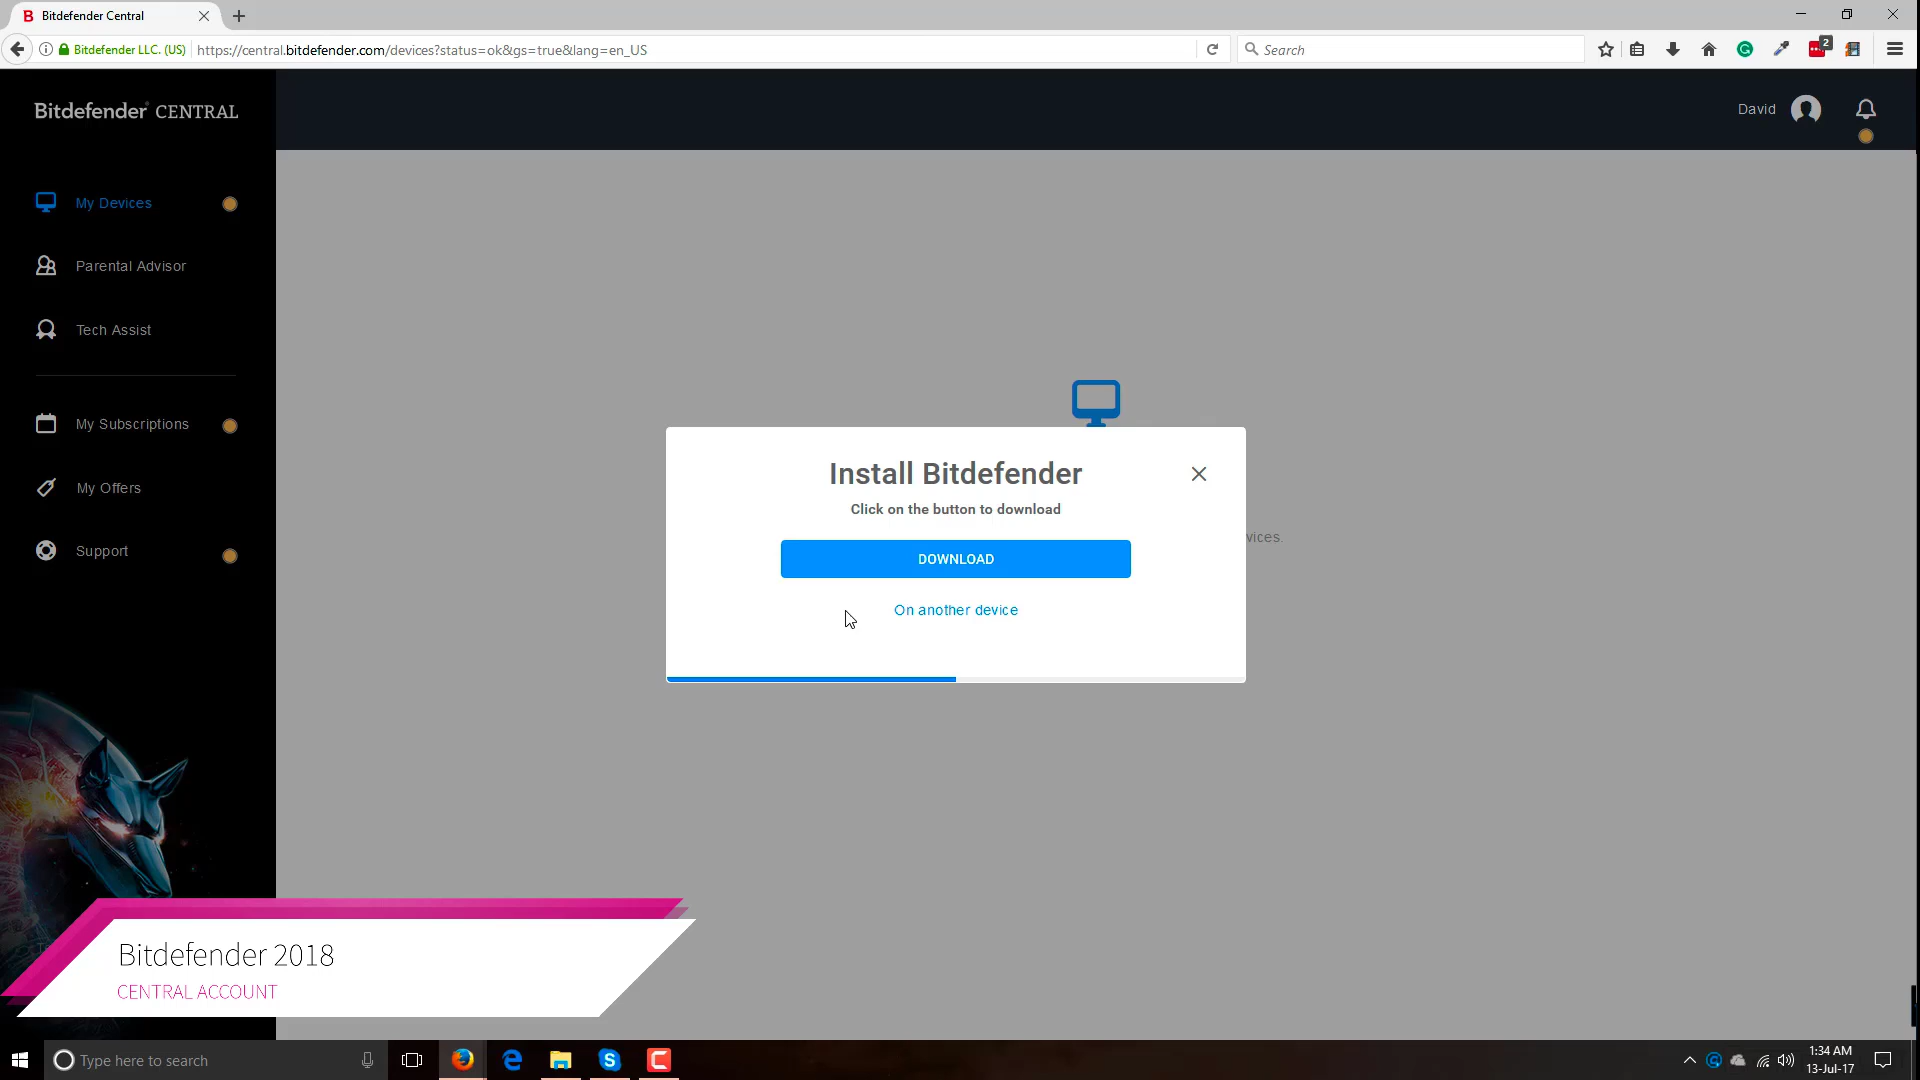 Bitdefender Central
Bitdefender LLC. (US)
https://central.bitdefender.com/devices?status=ok&gs=true&lang=en_US
Search
2
Bitdefender CENTRAL
David
My Devices
Parental Advisor
Tech Assist
My Subscriptions
My Offers
Support
Install Bitdefender
Click on the button to download
DOWNLOAD
On another device
vices.
Bitdefender 2018
CENTRAL ACCOUNT
Type here to search
1:34 AM
13-Jul-17